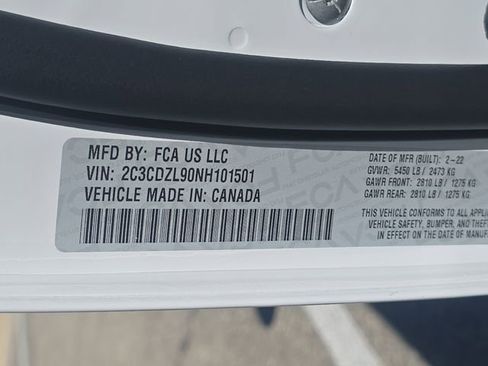 MFD BY: FCA US LLC
VIN: 2C3CDZL90NH101501
VEHICLE MADE IN: CANADA
DATE OF MFR (BUILT): 2-22
GVWR: 5450 LB / 2473 KG
GAWR FRONT: 2810 LB / 1275 KG
GAWR REAR: 2810 LB / 1275 KG
THIS VEHICLE CONFORMS TO ALL APPLI
VEHICLE SAFETY, BUMPER, AND THE
IN EFFECT ON THE DATE OF MANUFA